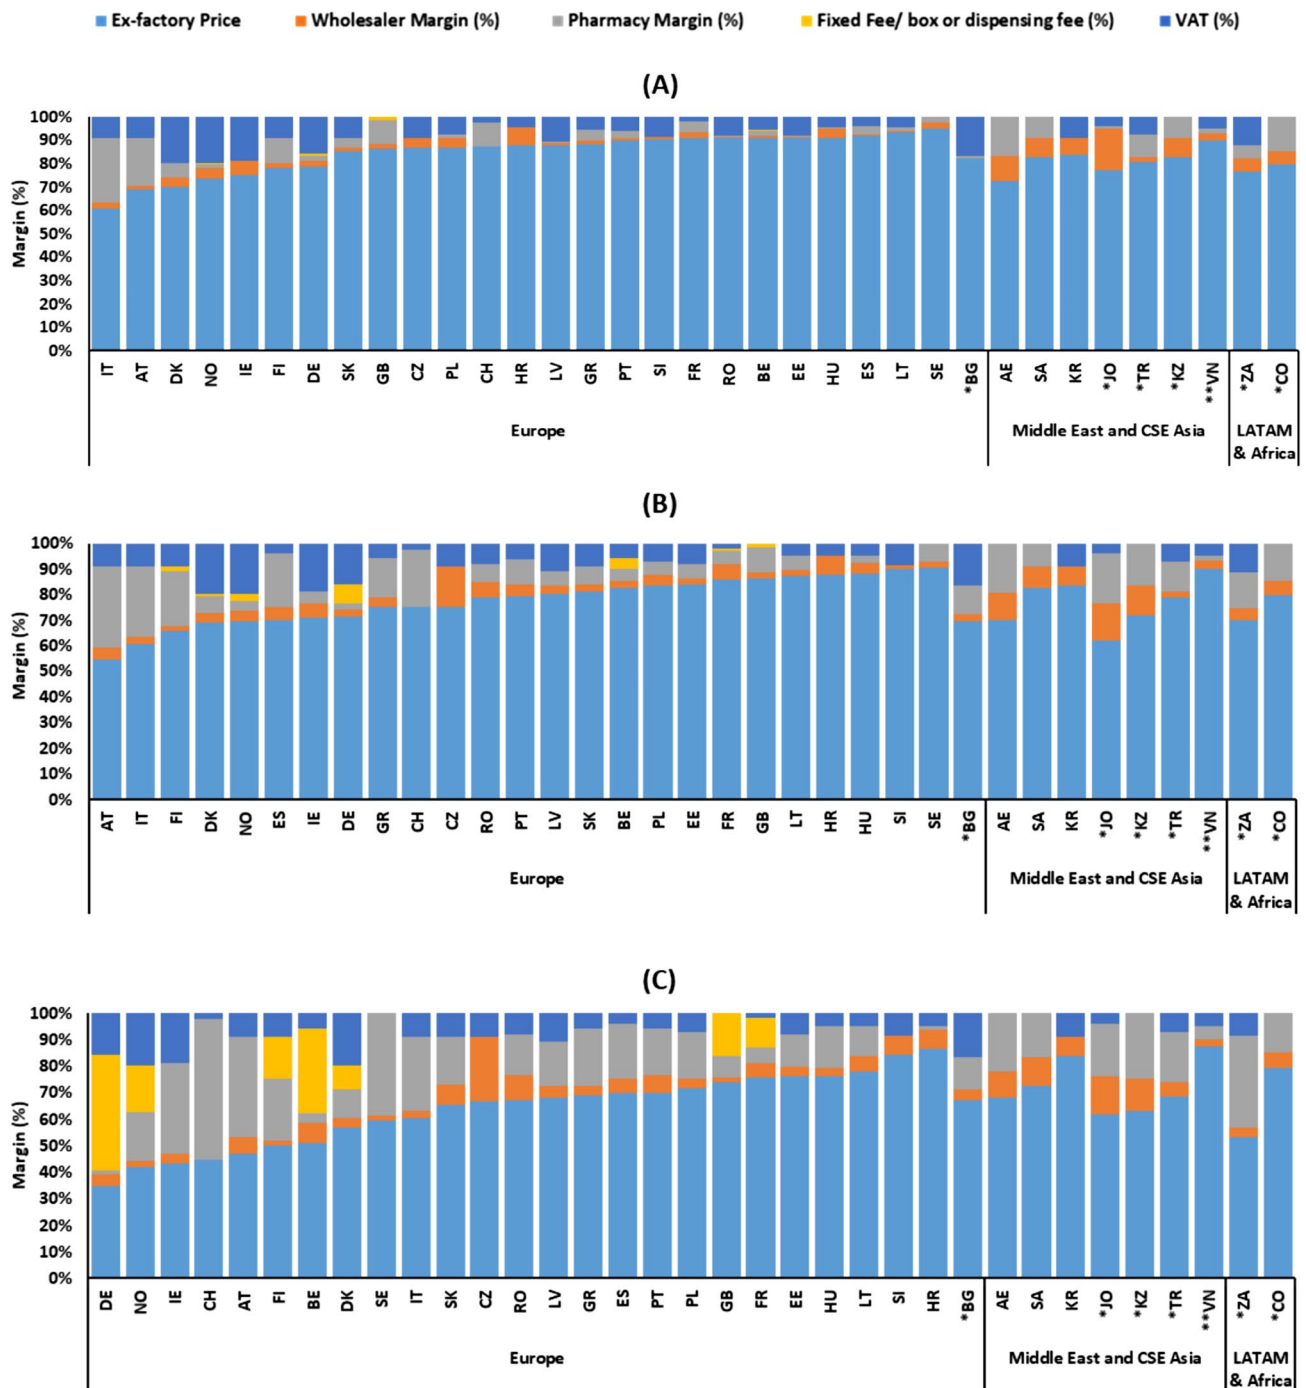 Ex-factory Price Wholesaler Margin (%) Pharmacy Margin (%) Fixed Fee/ box or dispensing fee (%) VAT (%)
(A)
100%
90%
80%
70%
60%
50%
40%
30%
20%
10%
0%
Margin (%)
IT AT DK NO IE FI DE SK GB CZ PL CH HR LV GR PT SI FR RO BE EE HU ES LT SE *BG AE SA KR *JO *TR *KZ **VN *ZA *CO
Europe Middle East and CSE Asia LATAM
& Africa
(B)
100%
90%
80%
70%
60%
50%
40%
30%
20%
10%
0%
Margin (%)
AT IT FI DK NO ES IE DE GR CH CZ RO PT LV SK BE PL EE FR GB LT HR HU SI SE *BG AE SA KR *JO *KZ *TR **VN *ZA *CO
Europe Middle East and CSE Asia LATAM
& Africa
(C)
100%
90%
80%
70%
60%
50%
40%
30%
20%
10%
0%
Margin (%)
DE NO IE CH AT FI BE DK SE IT SK CZ RO LV GR ES PT PL GB FR EE HU LT SI HR *BG AE SA KR *JO *KZ *TR **VN *ZA *CO
Europe Middle East and CSE Asia LATAM
& Africa